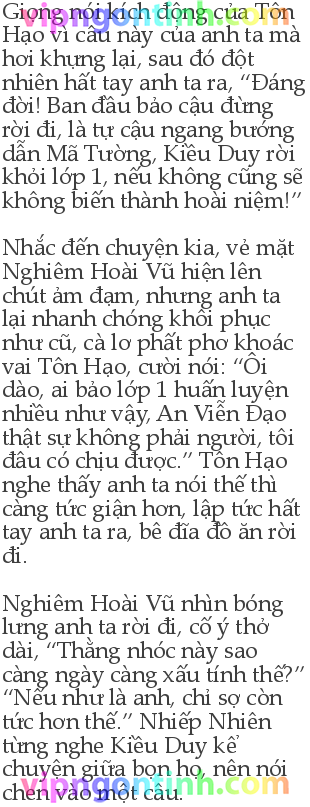 Giọng nói kích động của Tôn
Hạo vì câu này của anh ta mà
hơi khựng lại, sau đó đột
nhiên hất tay anh ta ra, “Đáng
đời! Ban đầu bảo cậu đừng
rời đi, là tự cậu ngang bướng
dẫn Mã Tường, Kiều Duy rời
khỏi lớp 1, nếu không cũng sẽ
không biến thành hoài niệm!”
Nhắc đến chuyện kia, vẻ mặt
Nghiêm Hoài Vũ hiện lên
chút ảm đạm, nhưng anh ta
lại nhanh chóng khôi phục
như cũ, cà lơ phất phơ khoác
vai Tôn Hạo, cười nói: “Ôi
dào, ai bảo lớp 1 huấn luyện
nhiều như vậy, An Viễn Đạo
thật sự không phải người, tôi
đâu có chịu được.” Tôn Hạo
nghe thấy anh ta nói thế thì
càng tức giận hơn, lập tức hất
tay anh ta ra, bê đĩa đồ ăn rời
đi.
Nghiêm Hoài Vũ nhìn bóng
lưng anh ta rời đi, cố ý thở
dài, “Thằng nhóc này sao
càng ngày càng xấu tính thế?”
“Nếu như là anh, chỉ sợ còn
tức hơn thế.” Nhiếp Nhiên
từng nghe Kiều Duy kể
chuyện giữa bọn họ, nên nói
chen vào một câu.
vipngontinh.com
vipngontinh.com